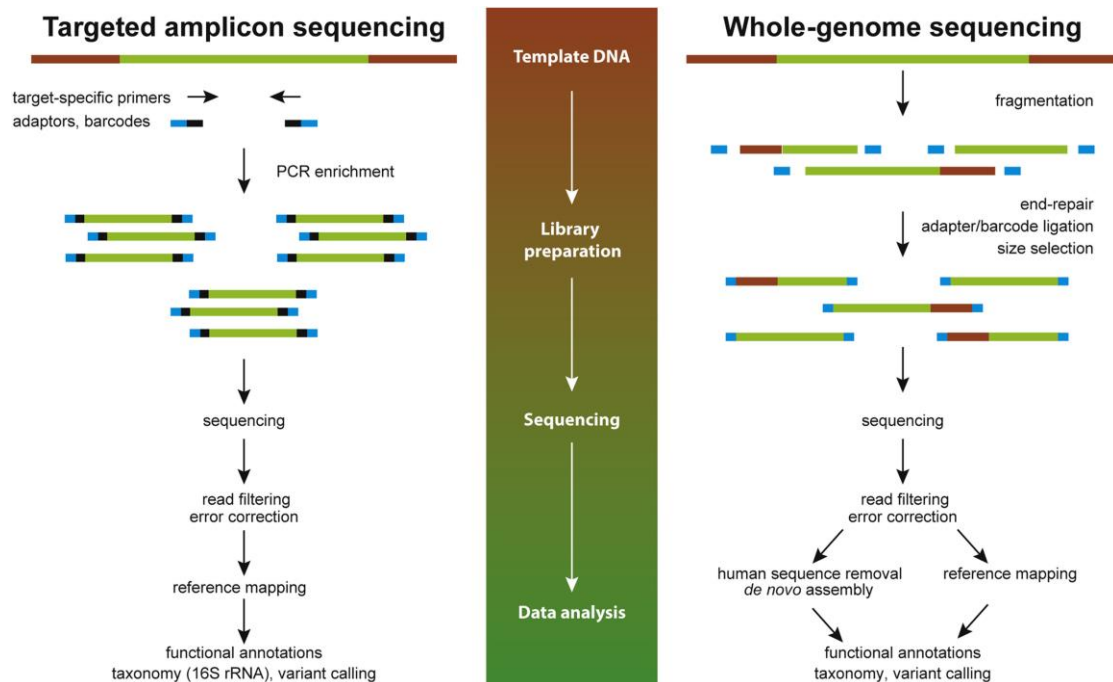 Targeted amplicon sequencing
target-specific primers
adaptors, barcodes
PCR enrichment
sequencing
read filtering
error correction
reference mapping
functional annotations
taxonomy (16S rRNA), variant calling
Template DNA
Library
preparation
Sequencing
Data analysis
Whole-genome sequencing
fragmentation
end-repair
adapter/barcode ligation
size selection
sequencing
read filtering
error correction
human sequence removal
de novo assembly
reference mapping
functional annotations
taxonomy, variant calling